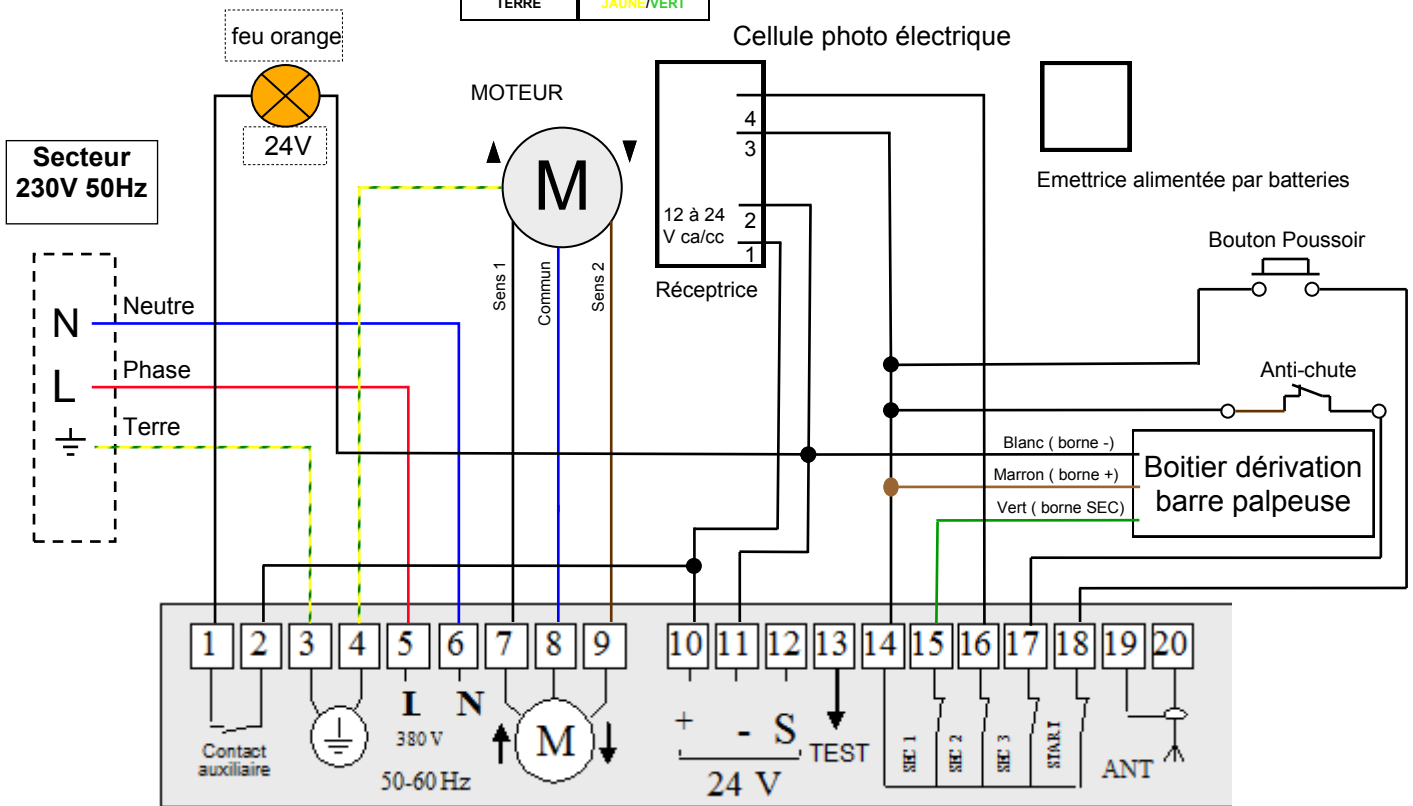 TERRE
JAUNE/VERT
feu orange
24V
MOTEUR
M
Cellule photo électrique
4
3
2
1
12 à 24
V ca/cc
Réceptrice
Emettrice alimentée par batteries
Secteur
230V 50Hz
N
Neutre
L
Phase
Terre
Sens 1
Commun
Sens 2
Bouton Poussoir
Anti-chute
Blanc ( borne -)
Marron ( borne +)
Vert ( borne SEC)
Boitier dérivation
barre palpeuse
1 2 3 4 5 6 7 8 9 10 11 12 13 14 15 16 17 18 19 20
Contact
auxiliaire
L N
380 V
50-60 Hz
M
+ - S
24 V
TEST
SEC 1
SEC 2
SEC 3
START
ANT